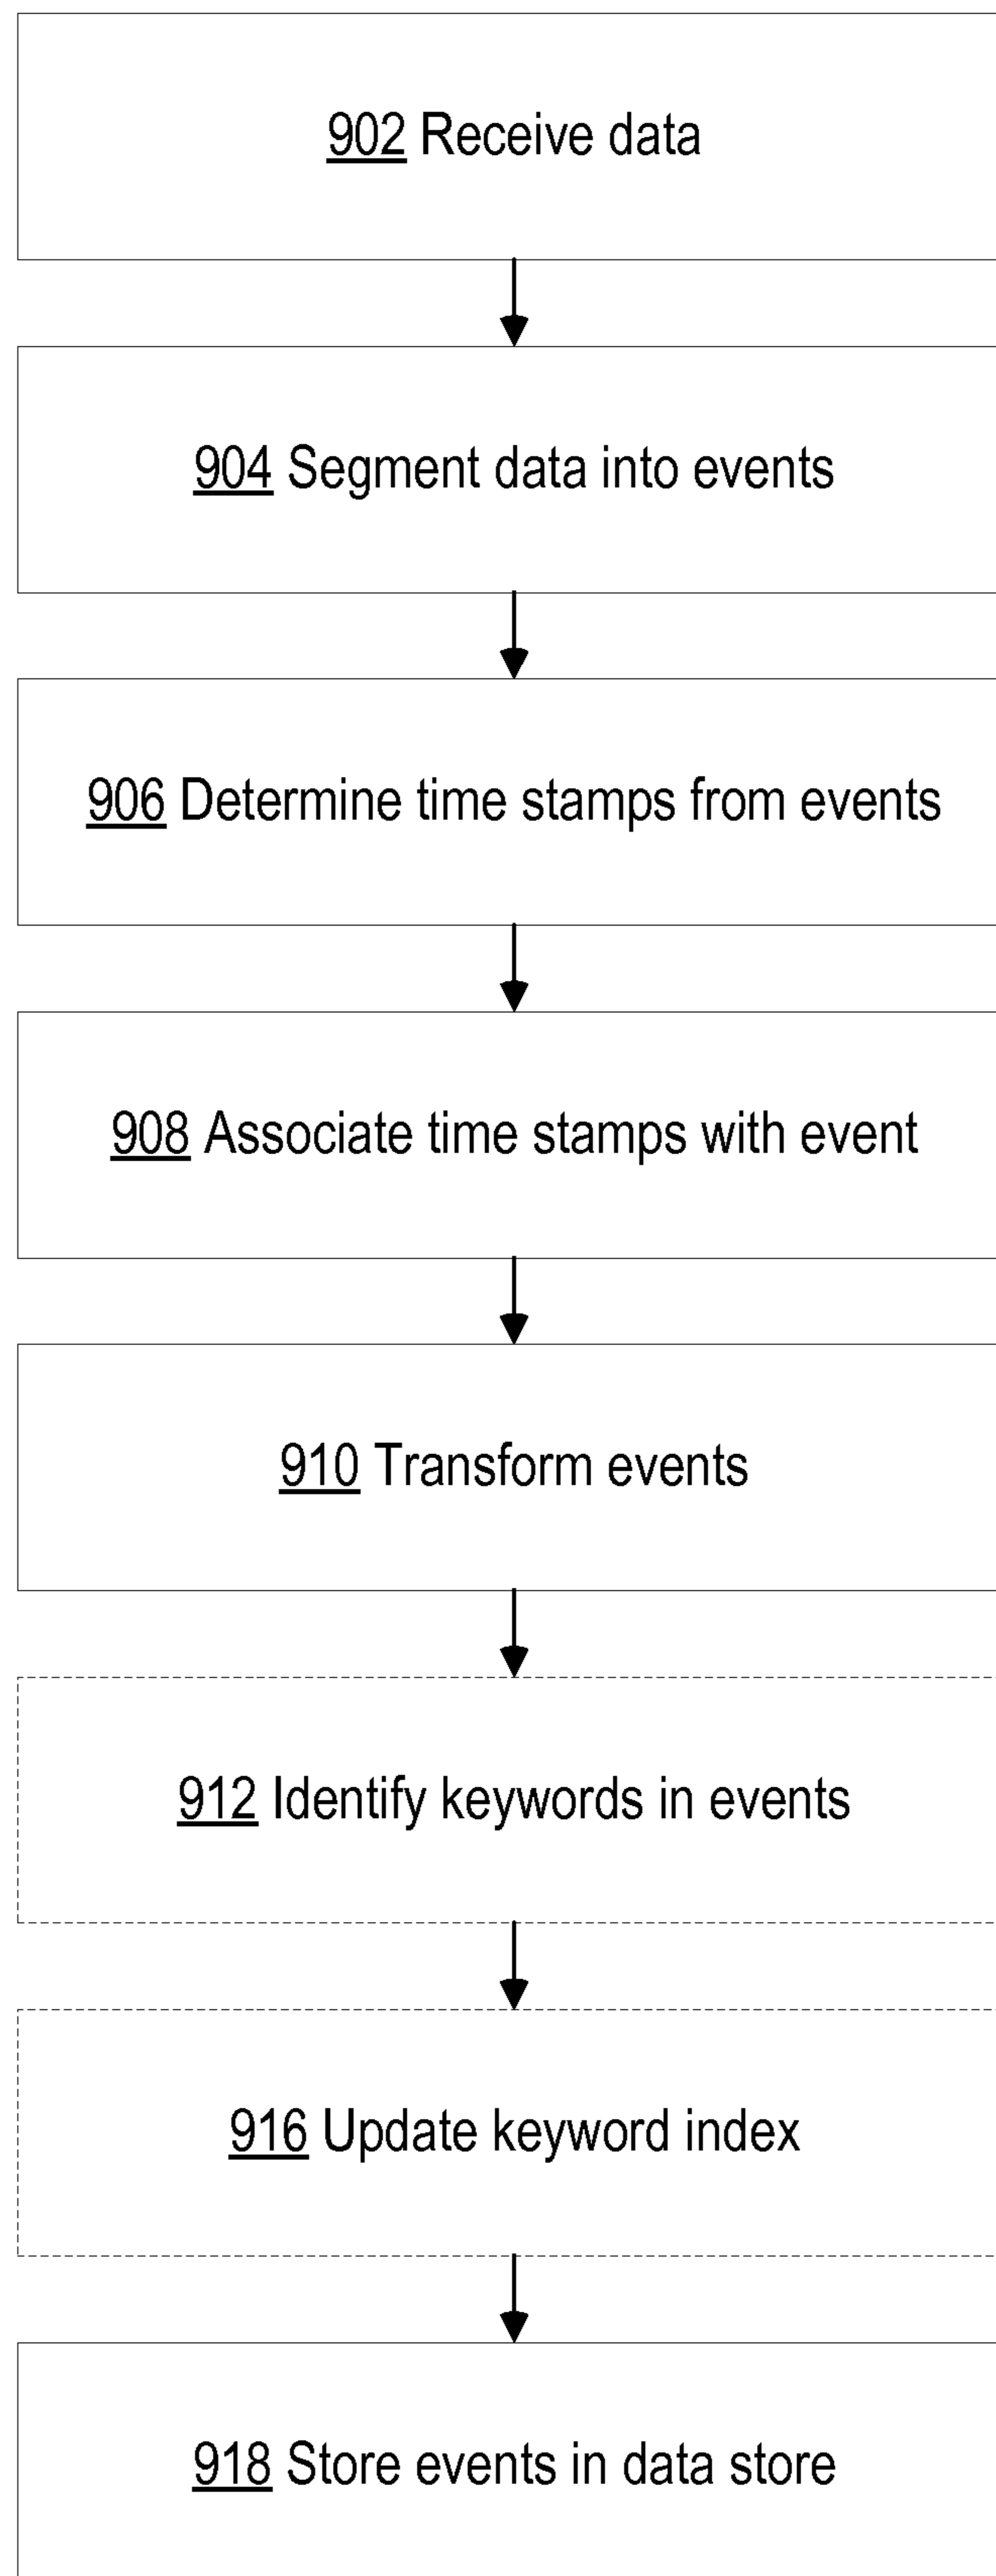 902 Receive data
904 Segment data into events
906 Determine time stamps from events
908 Associate time stamps with event
910 Transform events
912 Identify keywords in events
916 Update keyword index
918 Store events in data store